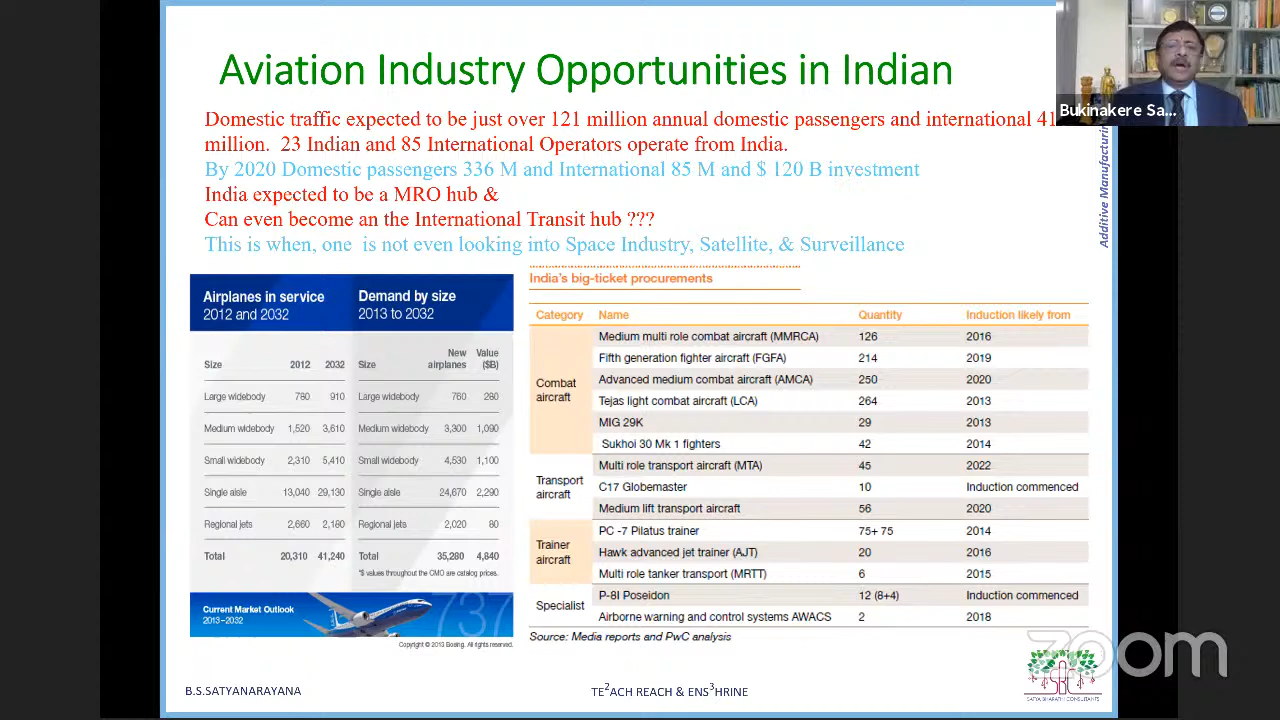 Aviation Industry Opportunities in Indian
Domestic traffic expected to be just over 121 million annual domestic passengers and international 41
million. 23 Indian and 85 International Operators operate from India.
By 2020 Domestic passengers 336 M and International 85 M and $ 120 B investment
India expected to be a MRO hub &
Can even become an the International Transit hub ???
This is when, one is not even looking into Space Industry, Satellite, & Surveillance
Bukinakere Sa...
Additive Manufacturing
Airplanes in service
2012 and 2032
Demand by size
2013 to 2032
Size 2012 2032 Size New airplanes Value ($B)
Large widebody 780 910 Large widebody 760 280
Medium widebody 1,520 3,610 Medium widebody 3,300 1,090
Small widebody 2,310 5,410 Small widebody 4,530 1,100
Single aisle 13,040 29,130 Single aisle 24,670 2,290
Regional jets 2,660 2,180 Regional jets 2,020 80
Total 20,310 41,240 Total 35,280 4,840
*$ values throughout the CMO are catalog prices.
Current Market Outlook
2013–2032
737
Copyright © 2013 Boeing. All rights reserved.
India's big-ticket procurements
Category Name Quantity Induction likely from
Combat aircraft
Medium multi role combat aircraft (MMRCA) 126 2016
Fifth generation fighter aircraft (FGFA) 214 2019
Advanced medium combat aircraft (AMCA) 250 2020
Tejas light combat aircraft (LCA) 264 2013
MIG 29K 29 2013
Sukhoi 30 Mk 1 fighters 42 2014
Transport aircraft
Multi role transport aircraft (MTA) 45 2022
C17 Globemaster 10 Induction commenced
Medium lift transport aircraft 56 2020
Trainer aircraft
PC -7 Pilatus trainer 75+ 75 2014
Hawk advanced jet trainer (AJT) 20 2016
Multi role tanker transport (MRTT) 6 2015
Specialist
P-8I Poseidon 12 (8+4) Induction commenced
Airborne warning and control systems AWACS 2 2018
Source: Media reports and PwC analysis
zoom
SATYA BHARATH CONSULTANTS
B.S.SATYANARAYANA
TE²ACH REACH & ENS³HRINE